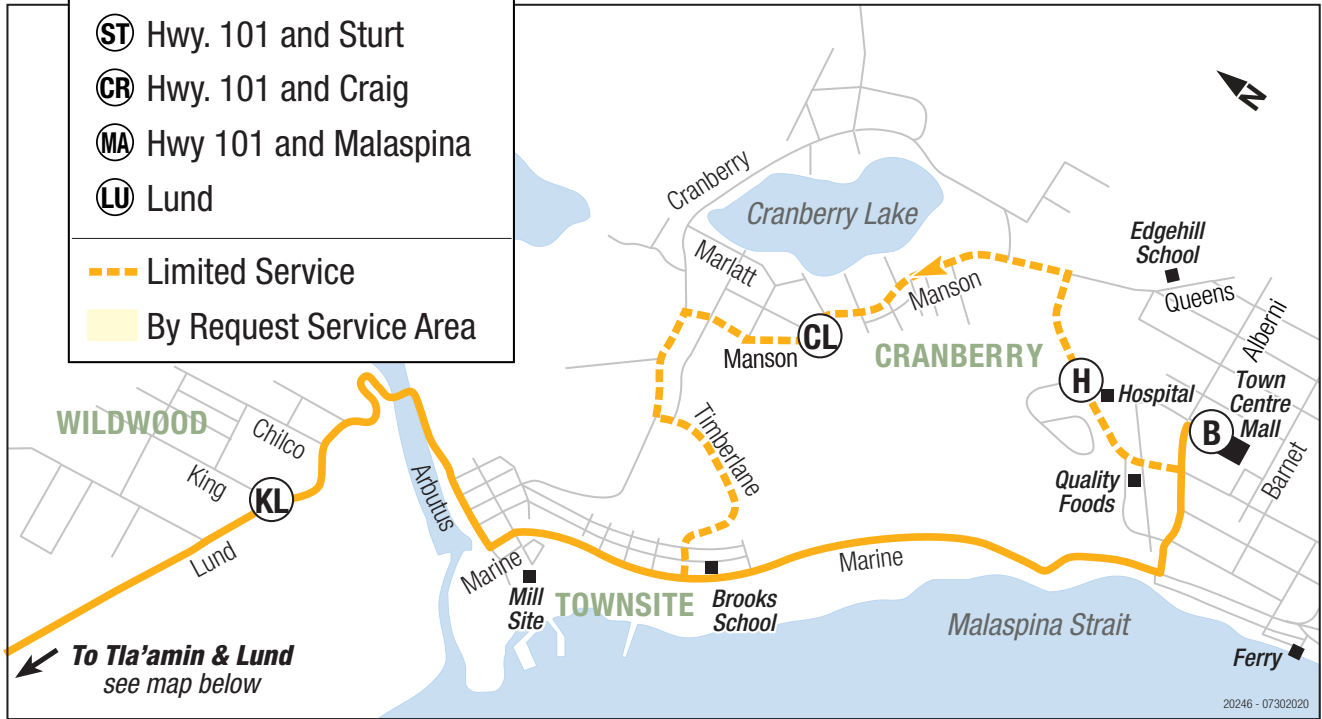 ST Hwy. 101 and Sturt
CR Hwy. 101 and Craig
MA Hwy 101 and Malaspina
LU Lund
Limited Service
By Request Service Area
N
Cranberry
Cranberry Lake
Marlatt
Manson
Edgehill
School
Queens
Alberni
CL
Manson
CRANBERRY
H
Hospital
Town
Centre
Mall
B
WILDWOOD
Chilco
King
KL
Lund
Arbutus
Timberlane
Quality
Foods
Barnet
Marine
Mill
Site
TOWNSITE
Brooks
School
Marine
Malaspina Strait
Ferry
To Tla'amin & Lund
see map below
20246 - 07302020